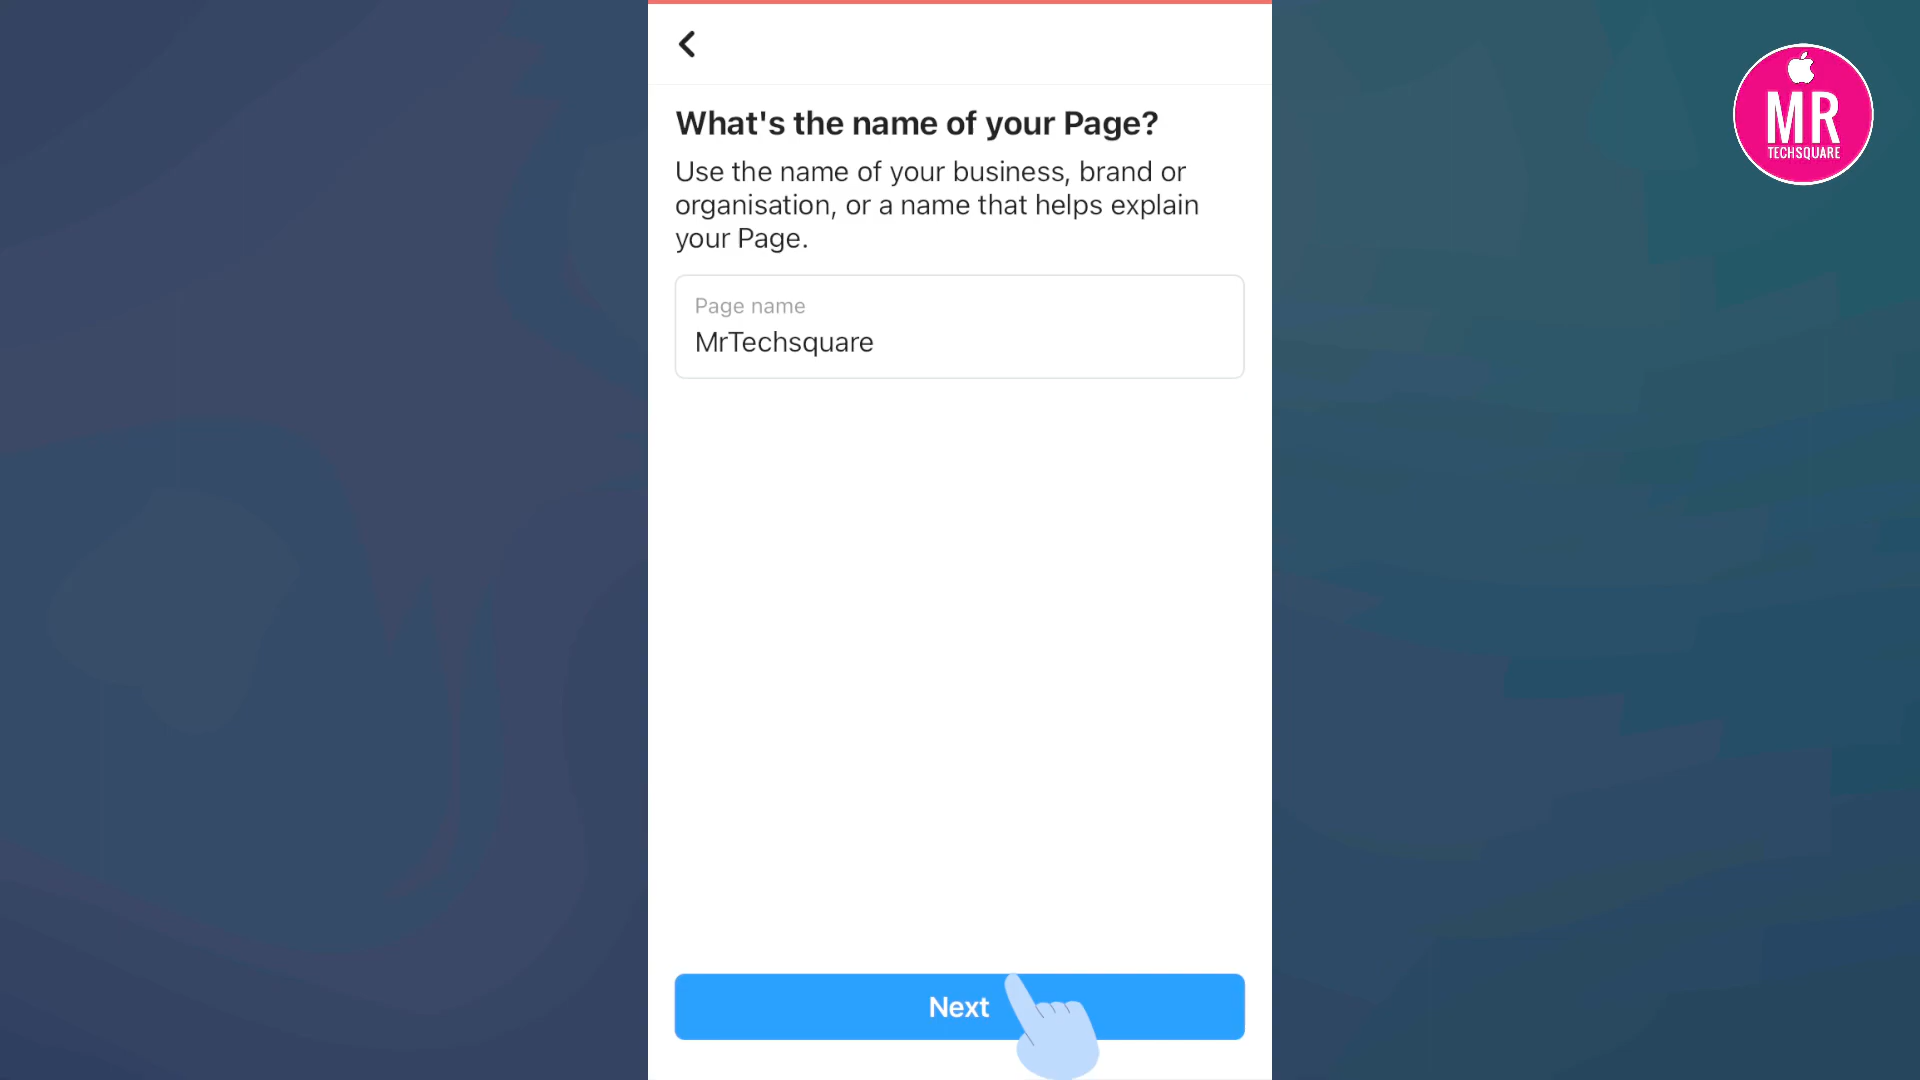 What's the name of your Page?
Use the name of your business, brand or
organisation, or a name that helps explain
your Page.
Page name
MrTechsquare
Next
MR
TECHSQUARE